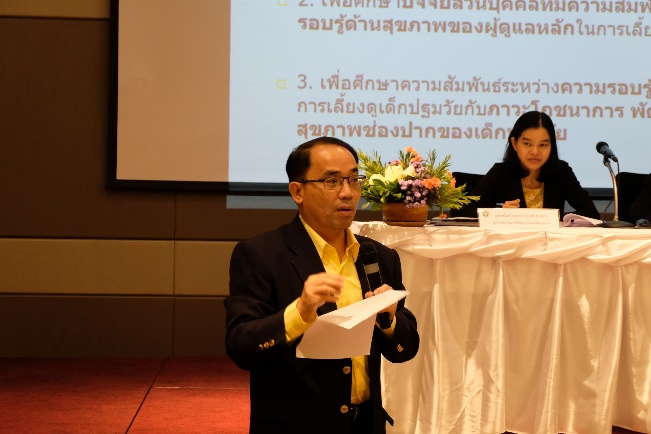 2. เพื่อศึกษาปัจจัยส่วนบุคคลที่มีความสัมพั
รอบรู้ด้านสุขภาพของผู้ดูแลหลักในการเลี้ยง
3. เพื่อศึกษาความสัมพันธ์ระหว่างความรอบรู้
การเลี้ยงดูเด็กปฐมวัยกับภาวะโภชนาการ พั
สุขภาพช่องปากของเด็ก